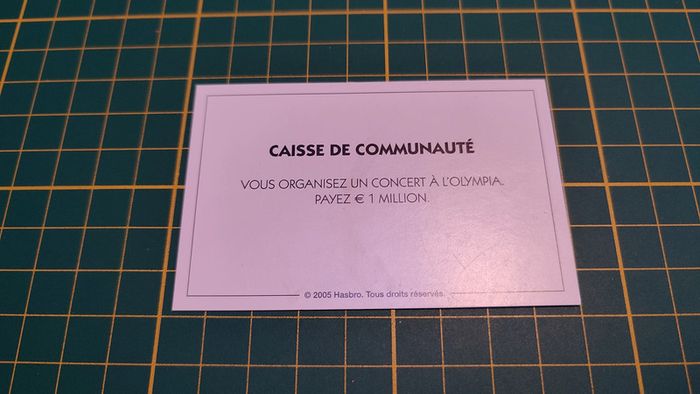 CAISSE DE COMMUNAUTÉ
VOUS ORGANISEZ UN CONCERT À L'OLYMPIA.
PAYEZ € 1 MILLION.
© 2005 Hasbro. Tous droits réservés.